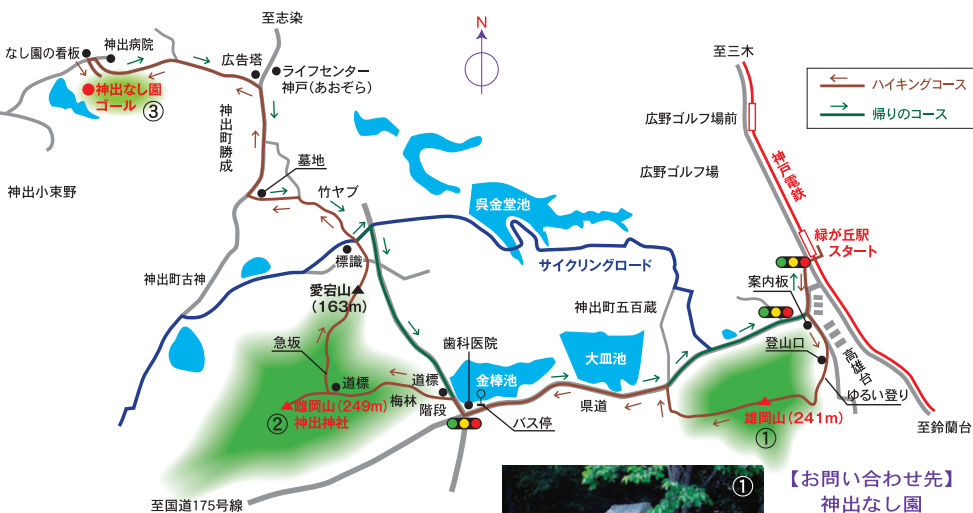 至志染
N
至三木
なし園の看板
神出病院
広告塔
ライフセンター
神戸(あおぞら)
神出なし園
ゴール
③
ハイキングコース
帰りのコース
広野ゴルフ場前
広野ゴルフ場
神戸電鉄
神出町勝成
墓地
竹ヤブ
神出小束野
呉金堂池
緑が丘駅
スタート
標識
サイクリングロード
神出町古神
愛宕山
(163m)
案内板
神出町五百蔵
急坂
歯科医院
大皿池
登山口
高雄台
道標
道標
金棒池
梅林
階段
県道
ゆるい登り
雌岡山(249m)
神出神社
②
バス停
雄岡山(241m)
①
至鈴蘭台
至国道175号線
①
【お問い合わせ先】
神出なし園